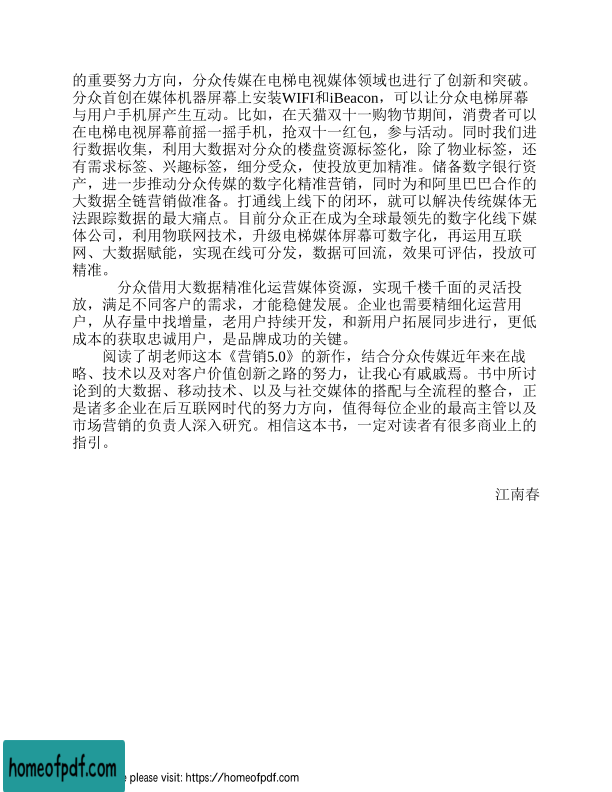 的重要努力方向，分众传媒在电梯电视媒体领域也进行了创新和突破。
分众首创在媒体机器屏幕上安装WIFI和iBeacon，可以让分众电梯屏幕
与用户手机屏产生互动。比如，在天猫双十一购物节期间，消费者可以
在电梯电视屏幕前摇一摇手机，抢双十一红包，参与活动。同时我们进
行数据收集，利用大数据对分众的楼盘资源标签化，除了物业标签，还
有需求标签、兴趣标签，细分受众，使投放更加精准。储备数字银行资
产，进一步推动分众传媒的数字化精准营销，同时为和阿里巴巴合作的
大数据全链营销做准备。打通线上线下的闭环，就可以解决传统媒体无
法跟踪数据的最大痛点。目前分众正在成为全球最领先的数字化线下媒
体公司，利用物联网技术，升级电梯媒体屏幕可数字化，再运用互联
网、大数据赋能，实现在线可分发，数据可回流，效果可评估，投放可
精准。
分众借用大数据精准化运营媒体资源，实现千楼千面的灵活投
放，满足不同客户的需求，才能稳健发展。企业也需要精细化运营用
户，从存量中找增量，老用户持续开发，和新用户拓展同步进行，更低
成本的获取忠诚用户，是品牌成功的关键。
阅读了胡老师这本《营销5.0》的新作，结合分众传媒近年来在战
略、技术以及对客户价值创新之路的努力，让我心有戚戚焉。书中所讨
论到的大数据、移动技术、以及与社交媒体的搭配与全流程的整合，正
是诸多企业在后互联网时代的努力方向，值得每位企业的最高主管以及
市场营销的负责人深入研究。相信这本书，一定对读者有很多商业上的
指引。
江南春
homeofpdf.com
please visit: https://homeofpdf.com